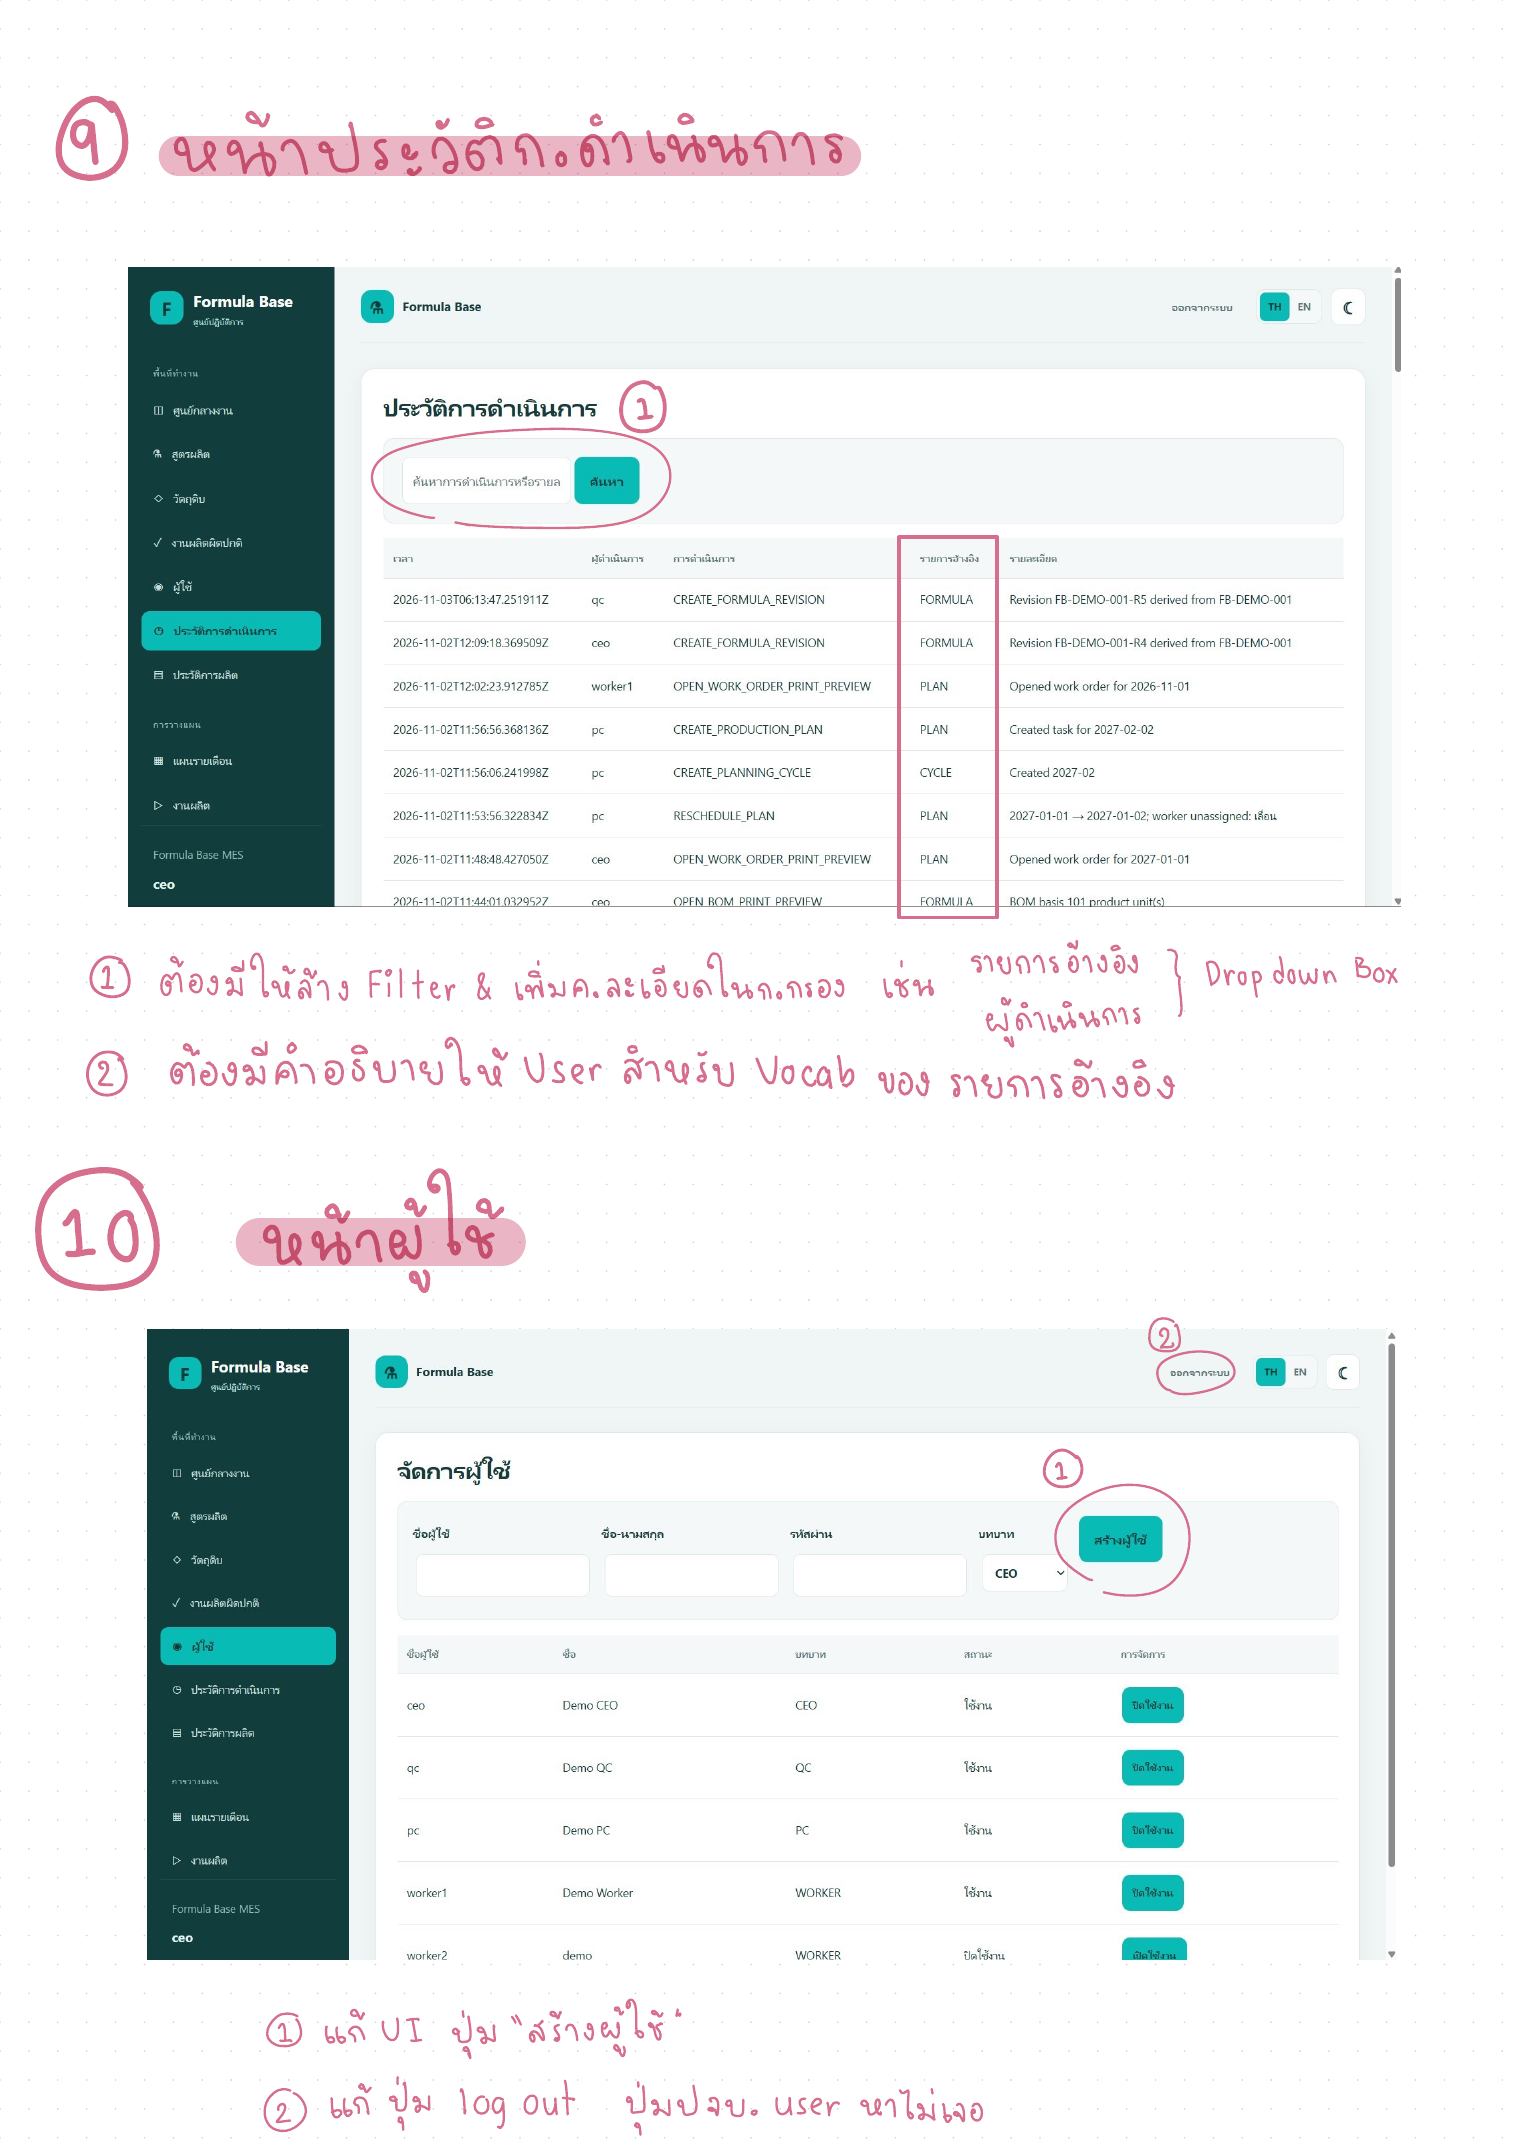 9 หน้าประวัติก.ดำเนินการ
F Formula Base
ศูนย์ปฏิบัติการ
Formula Base
ออกจากระบบ TH EN
พื้นที่ทำงาน
ศูนย์กลางงาน
สูตรผลิต
วัตถุดิบ
งานผลิตผิดปกติ
ผู้ใช้
ประวัติการดำเนินการ
ประวัติการผลิต
การวางแผน
แผนรายเดือน
งานผลิต
Formula Base MES
ceo
ประวัติการดำเนินการ 1
ค้นหาการดำเนินการหรือรายล ค้นหา
เวลา ผู้ดำเนินการ การดำเนินการ รายการอ้างอิง รายละเอียด
2026-11-03T06:13:47.251911Z qc CREATE_FORMULA_REVISION FORMULA Revision FB-DEMO-001-R5 derived from FB-DEMO-001
2026-11-02T12:09:18.369509Z ceo CREATE_FORMULA_REVISION FORMULA Revision FB-DEMO-001-R4 derived from FB-DEMO-001
2026-11-02T12:02:23.912785Z worker1 OPEN_WORK_ORDER_PRINT_PREVIEW PLAN Opened work order for 2026-11-01
2026-11-02T11:56:56.368136Z pc CREATE_PRODUCTION_PLAN PLAN Created task for 2027-02-02
2026-11-02T11:56:06.241998Z pc CREATE_PLANNING_CYCLE CYCLE Created 2027-02
2026-11-02T11:53:56.322834Z pc RESCHEDULE_PLAN PLAN 2027-01-01 → 2027-01-02; worker unassigned: เลื่อน
2026-11-02T11:48:48.427050Z ceo OPEN_WORK_ORDER_PRINT_PREVIEW PLAN Opened work order for 2027-01-01
2026-11-02T11:44:01.032952Z ceo OPEN_BOM_PRINT_PREVIEW FORMULA BOM basis 101 product unit(s)
1 ต้องมีให้ล้าง Filter & เพิ่มค.ละเอียดในก.กรอง เช่น รายการอ้างอิง } Drop down Box
ผู้ดำเนินการ
2 ต้องมีคำอธิบายให้ User สำหรับ Vocab ของ รายการอ้างอิง
10 หน้าผู้ใช้
F Formula Base
ศูนย์ปฏิบัติการ
Formula Base
2
ออกจากระบบ TH EN
พื้นที่ทำงาน
ศูนย์กลางงาน
สูตรผลิต
วัตถุดิบ
งานผลิตผิดปกติ
ผู้ใช้
ประวัติการดำเนินการ
ประวัติการผลิต
การวางแผน
แผนรายเดือน
งานผลิต
Formula Base MES
ceo
จัดการผู้ใช้
1
ชื่อผู้ใช้ ชื่อ-นามสกุล รหัสผ่าน บทบาท
CEO สร้างผู้ใช้
ชื่อผู้ใช้ ชื่อ บทบาท สถานะ การจัดการ
ceo Demo CEO CEO ใช้งาน ปิดใช้งาน
qc Demo QC QC ใช้งาน ปิดใช้งาน
pc Demo PC PC ใช้งาน ปิดใช้งาน
worker1 Demo Worker WORKER ใช้งาน ปิดใช้งาน
worker2 demo WORKER ปิดใช้งาน เปิดใช้งาน
1 แก้ UI ปุ่ม "สร้างผู้ใช้"
2 แก้ ปุ่ม log out ปุ่มปจบ. user หาไม่เจอ